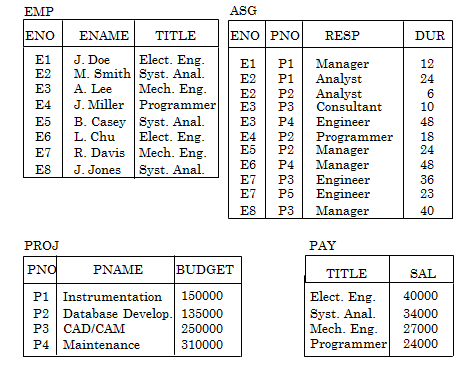 EMP
ENO ENAME TITLE
E1 J. Doe Elect. Eng.
E2 M. Smith Syst. Anal.
E3 A. Lee Mech. Eng.
E4 J. Miller Programmer
E5 B. Casey Syst. Anal.
E6 L. Chu Elect. Eng.
E7 R. Davis Mech. Eng.
E8 J. Jones Syst. Anal.
ASG
ENO PNO RESP DUR
E1 P1 Manager 12
E2 P1 Analyst 24
E2 P2 Analyst 6
E3 P3 Consultant 10
E3 P4 Engineer 48
E4 P2 Programmer 18
E5 P2 Manager 24
E6 P4 Manager 48
E7 P3 Engineer 36
E7 P5 Engineer 23
E8 P3 Manager 40
PROJ
PNO PNAME BUDGET
P1 Instrumentation 150000
P2 Database Develop. 135000
P3 CAD/CAM 250000
P4 Maintenance 310000
PAY
TITLE SAL
Elect. Eng. 40000
Syst. Anal. 34000
Mech. Eng. 27000
Programmer 24000